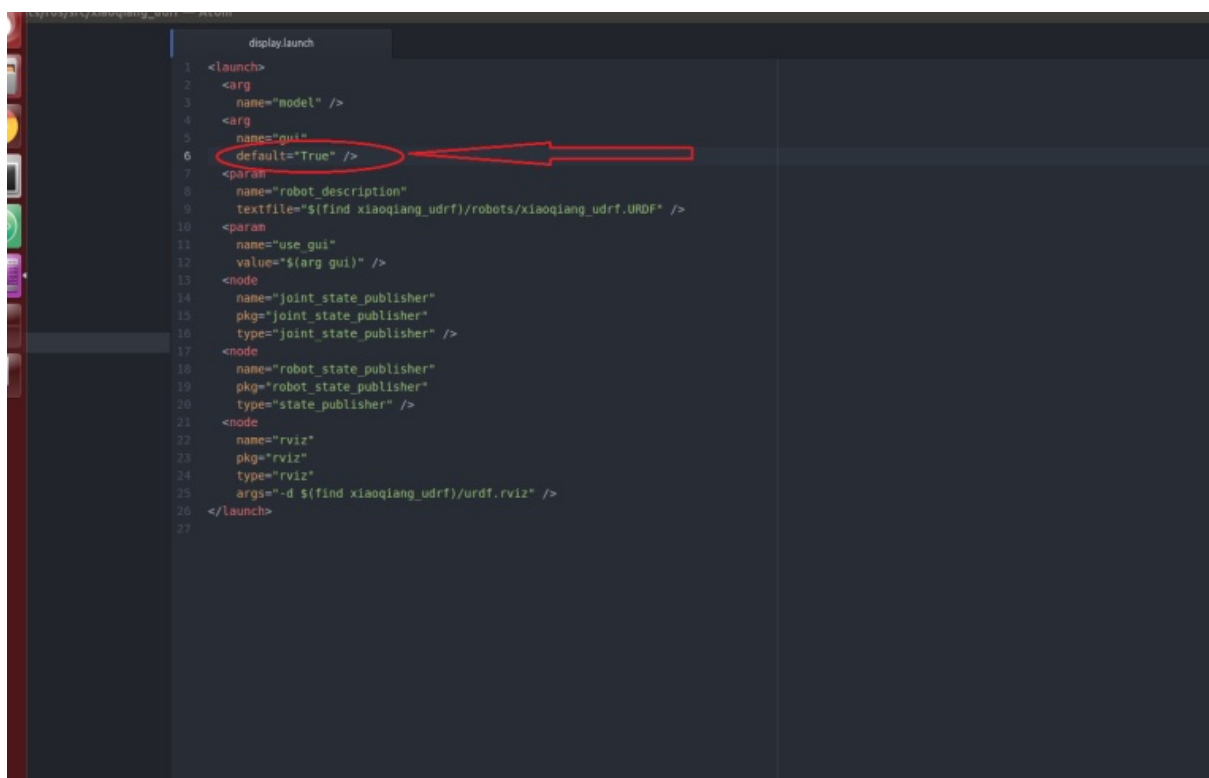 display.launch
1 <launch>
2 <arg
3 name="model" />
4 <arg
5 name="gui"
6 default="True" />
7 <param
8 name="robot_description"
9 textfile="$(find xiaoqiang_udrf)/robots/xiaoqiang_udrf.URDF" />
10 <param
11 name="use_gui"
12 value="$(arg gui)" />
13 <node
14 name="joint_state_publisher"
15 pkg="joint_state_publisher"
16 type="joint_state_publisher" />
17 <node
18 name="robot_state_publisher"
19 pkg="robot_state_publisher"
20 type="state_publisher" />
21 <node
22 name="rviz"
23 pkg="rviz"
24 type="rviz"
25 args="-d $(find xiaoqiang_udrf)/urdf.rviz" />
26 </launch>
27